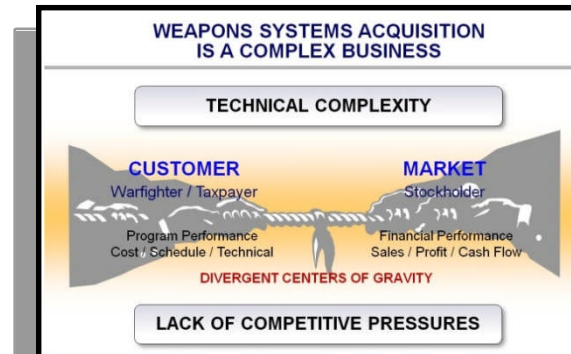 WEAPONS SYSTEMS ACQUISITION
IS A COMPLEX BUSINESS
TECHNICAL COMPLEXITY
CUSTOMER
Warfighter / Taxpayer
MARKET
Stockholder
Program Performance
Cost / Schedule / Technical
Financial Performance
Sales / Profit / Cash Flow
DIVERGENT CENTERS OF GRAVITY
LACK OF COMPETITIVE PRESSURES